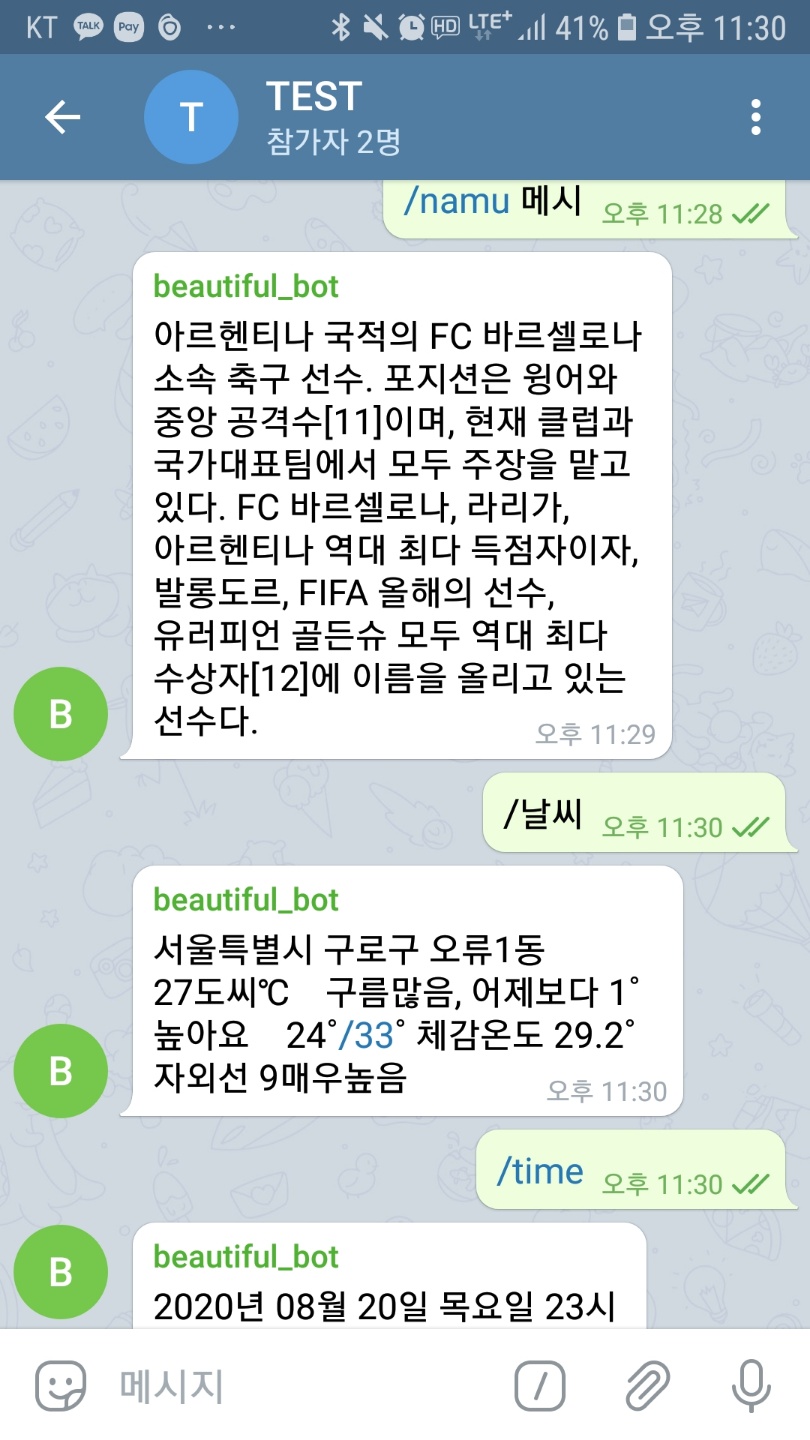 KT TALK Pay ··· HD LTE+ 41% 오후 11:30
T
TEST
참가자 2명
/namu 메시 오후 11:28
beautiful_bot
아르헨티나 국적의 FC 바르셀로나
소속 축구 선수. 포지션은 윙어와
중앙 공격수[11]이며, 현재 클럽과
국가대표팀에서 모두 주장을 맡고
있다. FC 바르셀로나, 라리가,
아르헨티나 역대 최다 득점자이자,
발롱도르, FIFA 올해의 선수,
유러피언 골든슈 모두 역대 최다
수상자[12]에 이름을 올리고 있는
선수다.
오후 11:29
B
/날씨 오후 11:30
beautiful_bot
서울특별시 구로구 오류1동
27도씨℃ 구름많음, 어제보다 1˚
높아요 24˚/33˚ 체감온도 29.2˚
자외선 9매우높음
오후 11:30
B
/time 오후 11:30
beautiful_bot
B
2020년 08월 20일 목요일 23시
메시지
/